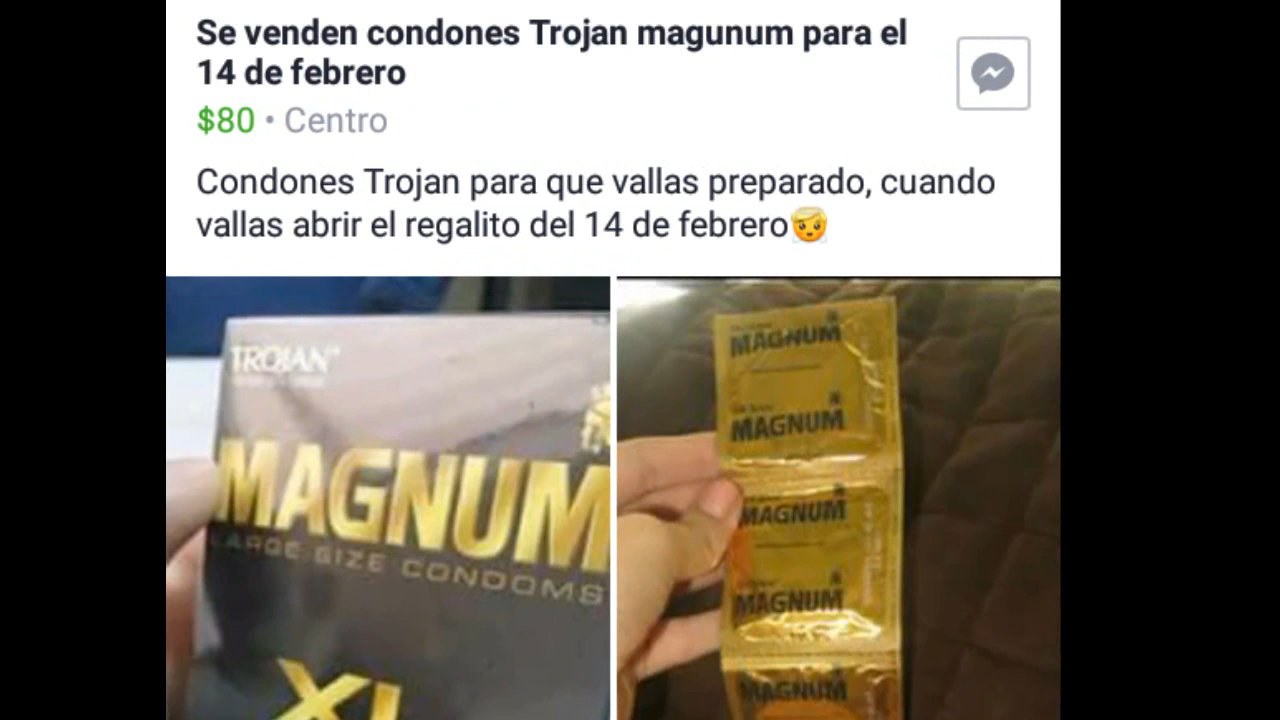 Se venden condones Trojan magunum para el
14 de febrero
$80 • Centro
Condones Trojan para que vallas preparado, cuando
vallas abrir el regalito del 14 de febrero😇
TROJAN™
MAGNUM
LARGE SIZE CONDOMS
XL
MAGNUM
MAGNUM
MAGNUM
MAGNUM
MAGNUM